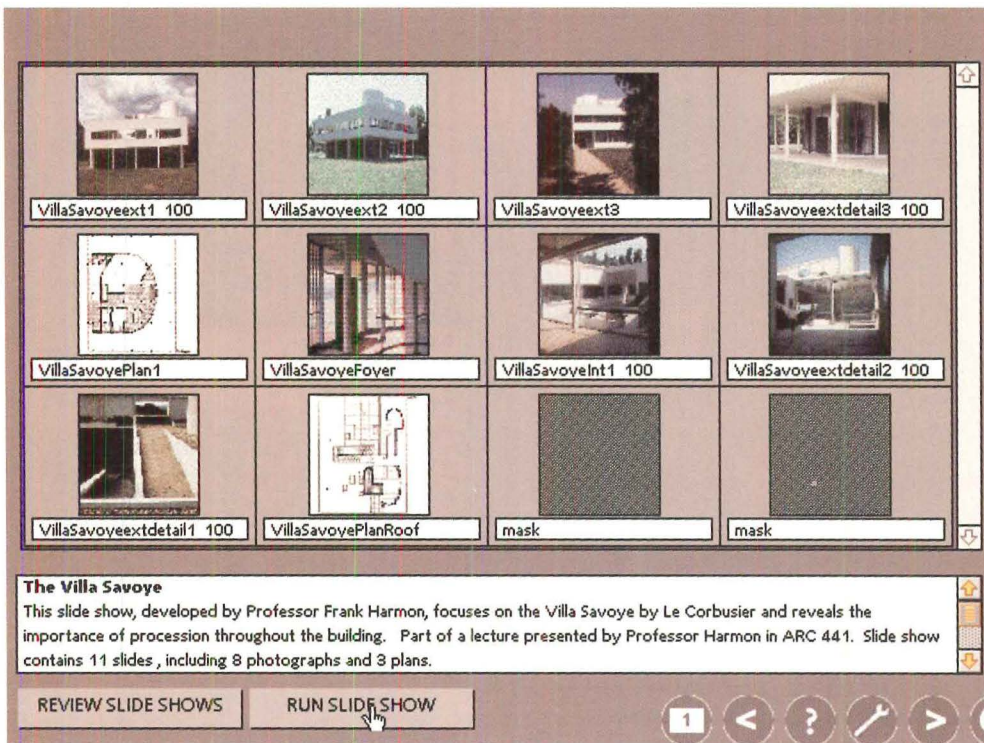 VillaSavoyeext1 100
VillaSavoyeext2 100
VillaSavoyeext3
VillaSavoyeextdetail3 100
VillaSavoyePlan1
VillaSavoyeFoyer
VillaSavoyeInt1 100
VillaSavoyeextdetail2 100
VillaSavoyeextdetail1 100
VillaSavoyePlanRoof
mask
mask
The Villa Savoye
This slide show, developed by Professor Frank Harmon, focuses on the Villa Savoye by Le Corbusier and reveals the
importance of procession throughout the building. Part of a lecture presented by Professor Harmon in ARC 441. Slide show
contains 11 slides , including 8 photographs and 3 plans.
REVIEW SLIDE SHOWS
RUN SLIDE SHOW
1 < ? >